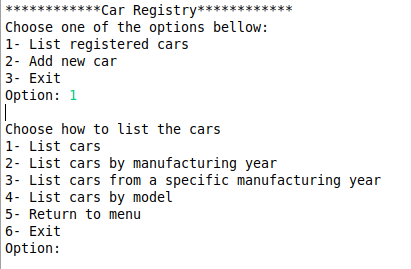 ************Car Registry************
Choose one of the options bellow:
1- List registered cars
2- Add new car
3- Exit
Option: 1
Choose how to list the cars
1- List cars
2- List cars by manufacturing year
3- List cars from a specific manufacturing year
4- List cars by model
5- Return to menu
6- Exit
Option: